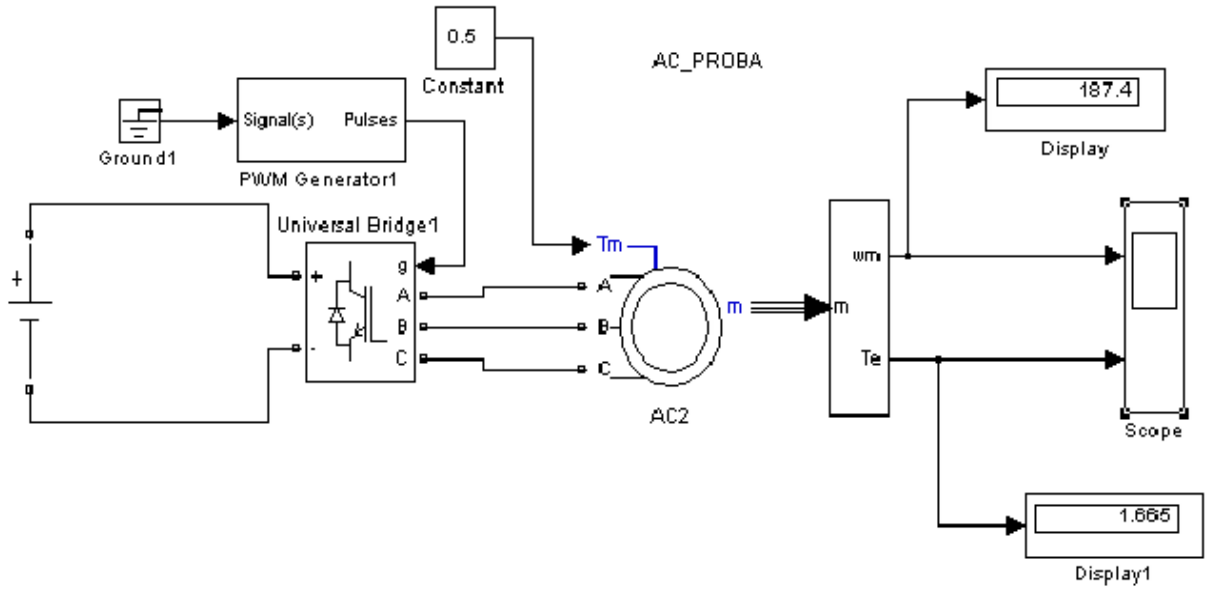 0.5
Constant
AC_PROBA
187.4
Display
Signal(s) Pulses
Ground1
PWM Generator1
Universal Bridge1
+
+
-
g
A
B
C
Tm
A
B
C
m
AC2
m
wm
Te
Scope
1.665
Display1